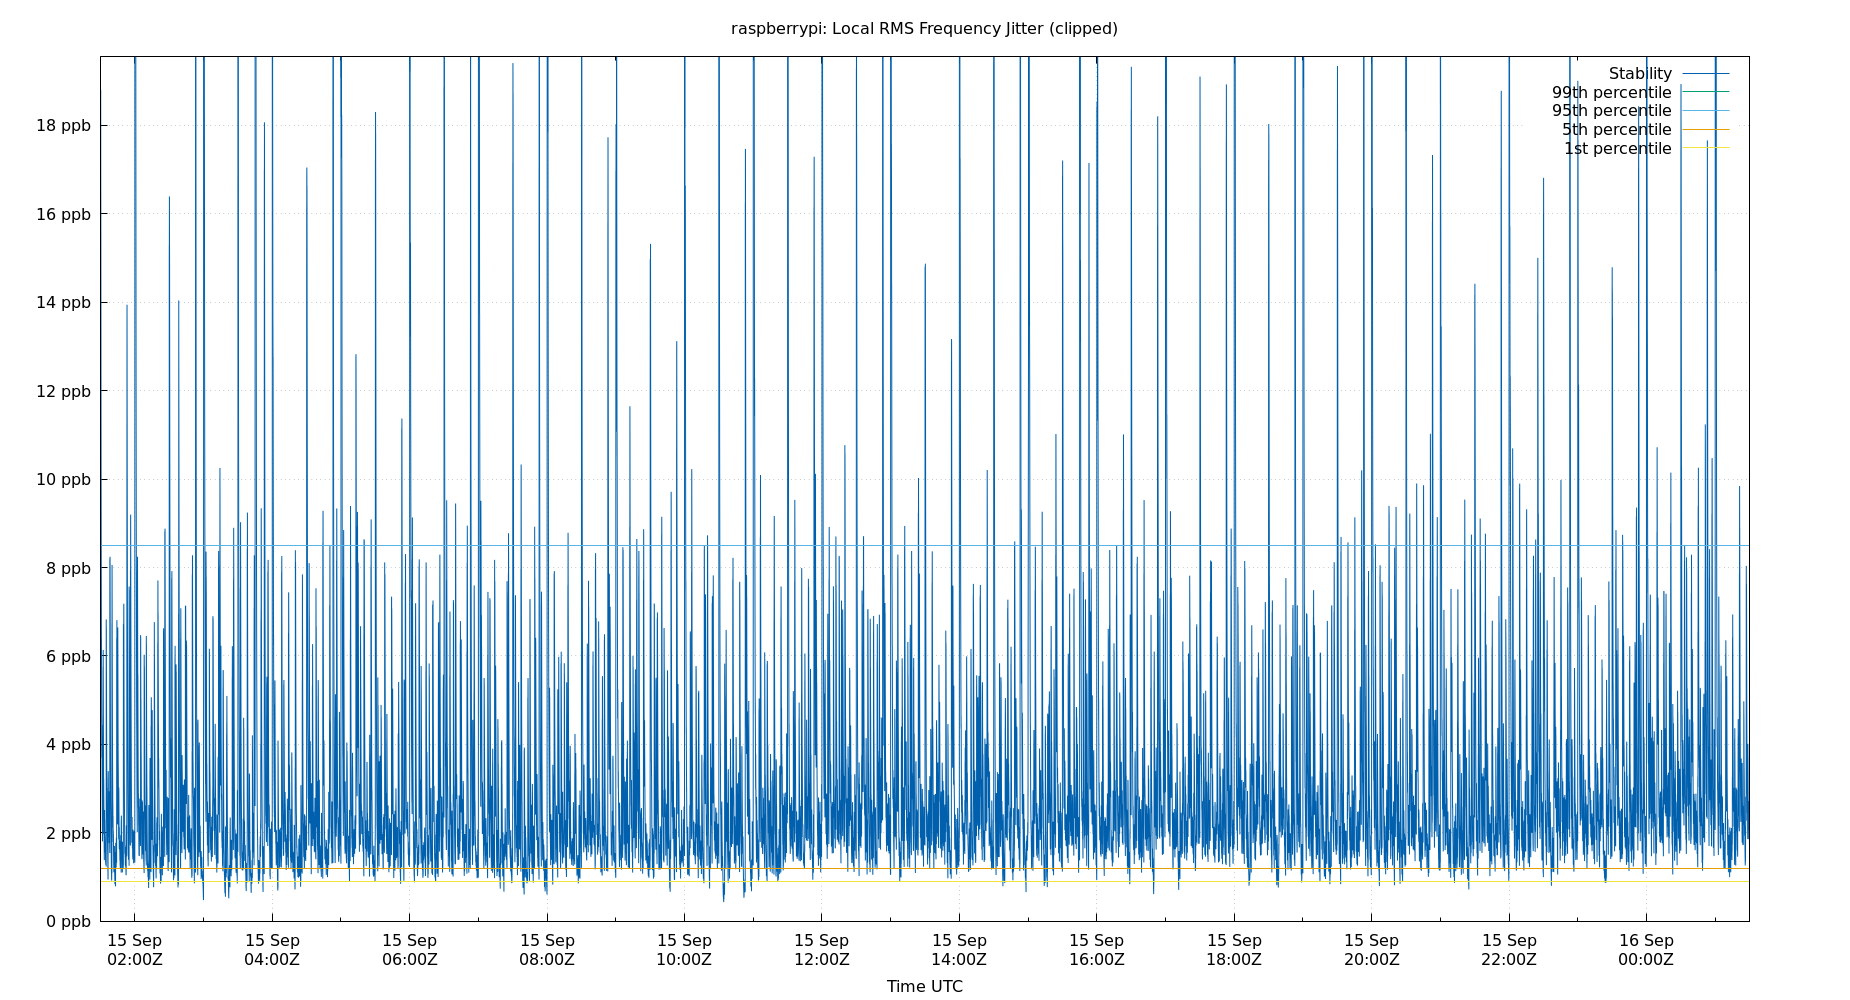 raspberrypi: Local RMS Frequency Jitter (clipped)
Stability
99th percentile
95th percentile
5th percentile
1st percentile
18 ppb
16 ppb
14 ppb
12 ppb
10 ppb
8 ppb
6 ppb
4 ppb
2 ppb
0 ppb
15 Sep 15 Sep 15 Sep 15 Sep 15 Sep 15 Sep 15 Sep 15 Sep 15 Sep 15 Sep 15 Sep 16 Sep
02:00Z 04:00Z 06:00Z 08:00Z 10:00Z 12:00Z 14:00Z 16:00Z 18:00Z 20:00Z 22:00Z 00:00Z
Time UTC